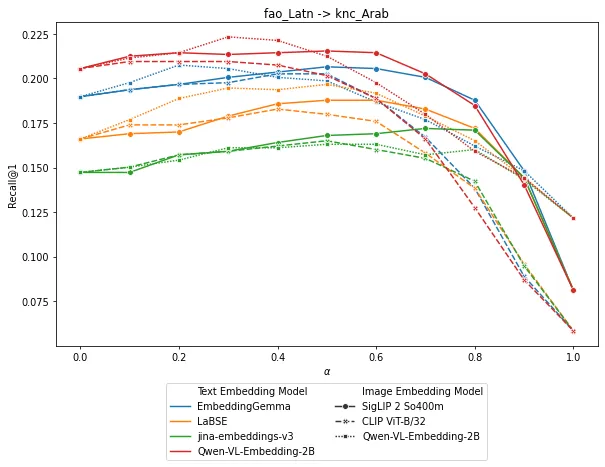 fao_Latn -> knc_Arab
Recall@1
0.225
0.200
0.175
0.150
0.125
0.100
0.075
0.0 0.2 0.4 0.6 0.8 1.0
α
Text Embedding Model
EmbeddingGemma
LaBSE
jina-embeddings-v3
Qwen-VL-Embedding-2B
Image Embedding Model
SigLIP 2 So400m
CLIP ViT-B/32
Qwen-VL-Embedding-2B